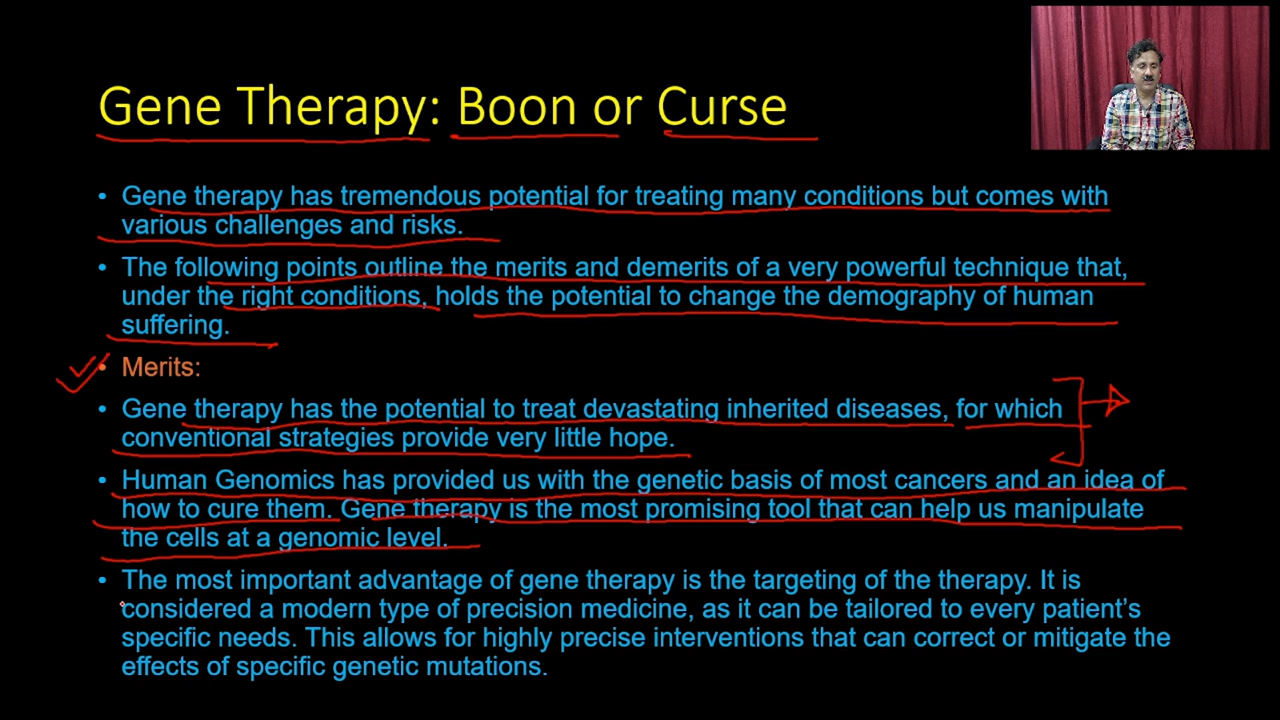 Gene Therapy: Boon or Curse
• Gene therapy has tremendous potential for treating many conditions but comes with
various challenges and risks.
• The following points outline the merits and demerits of a very powerful technique that,
under the right conditions, holds the potential to change the demography of human
suffering.
• Merits:
• Gene therapy has the potential to treat devastating inherited diseases, for which
conventional strategies provide very little hope.
• Human Genomics has provided us with the genetic basis of most cancers and an idea of
how to cure them. Gene therapy is the most promising tool that can help us manipulate
the cells at a genomic level.
• The most important advantage of gene therapy is the targeting of the therapy. It is
considered a modern type of precision medicine, as it can be tailored to every patient’s
specific needs. This allows for highly precise interventions that can correct or mitigate the
effects of specific genetic mutations.